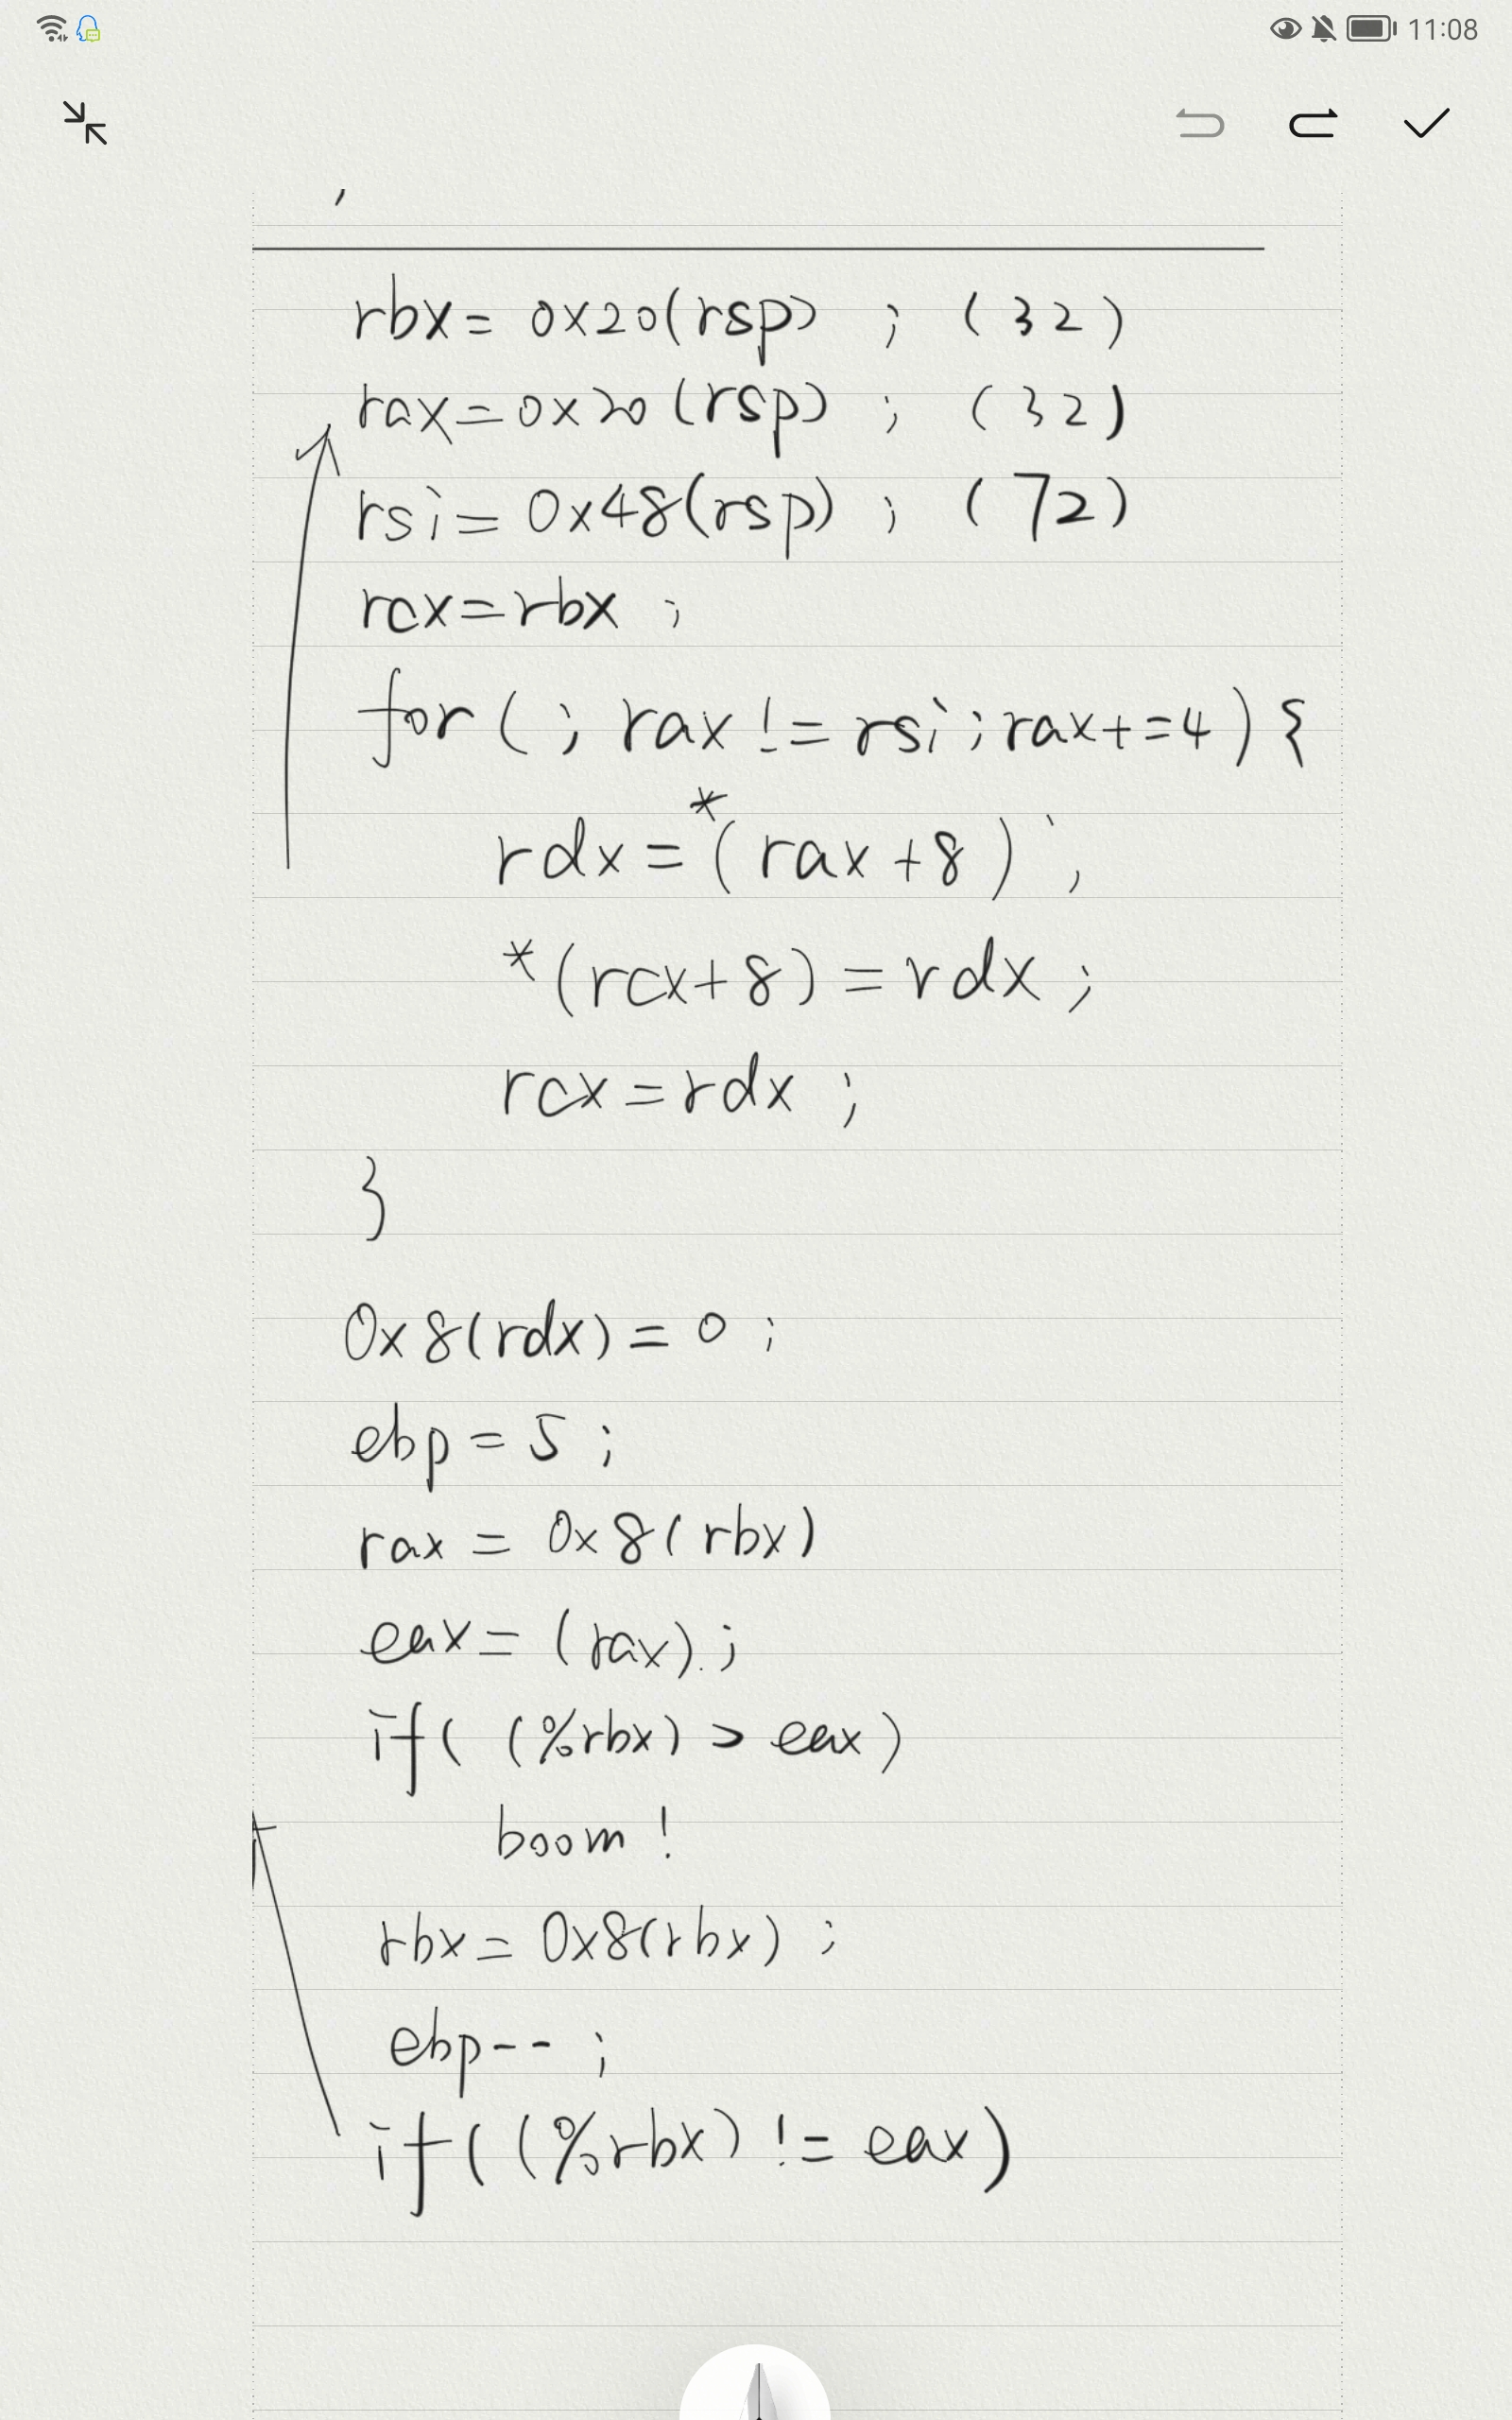 11:08
;
rbx = 0x20(rsp) ; (32)
rax = 0x20(rsp) ; (32)
rsi = 0x48(rsp) ; (72)
rcx = rbx ;
for ( ; rax != rsi ; rax += 4) {
rdx = *(rax + 8) ;
*(rcx + 8) = rdx ;
rcx = rdx ;
}
0x8(rdx) = 0 ;
ebp = 5 ;
rax = 0x8(rbx)
eax = (rax) ;
if( (%rbx) > eax)
boom !
rbx = 0x8(rbx) ;
ebp-- ;
if( (%rbx) != eax)